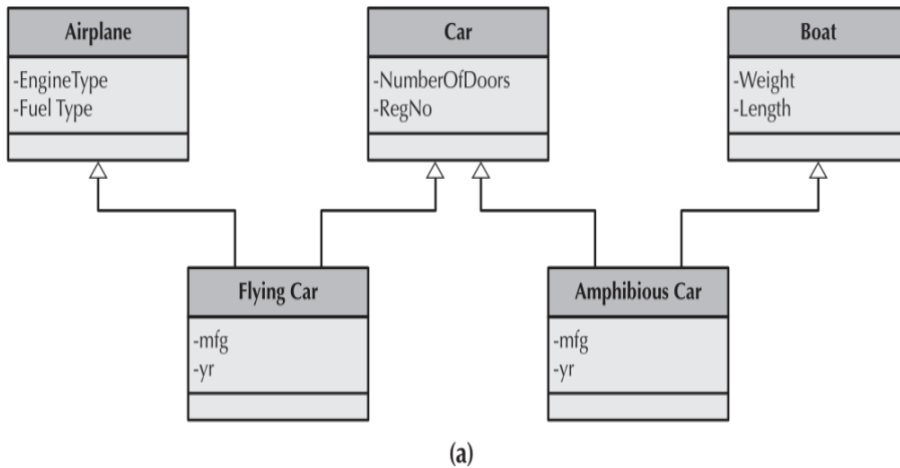 Airplane
-EngineType
-Fuel Type
Car
-NumberOfDoors
-RegNo
Boat
-Weight
-Length
Flying Car
-mfg
-yr
Amphibious Car
-mfg
-yr
(a)